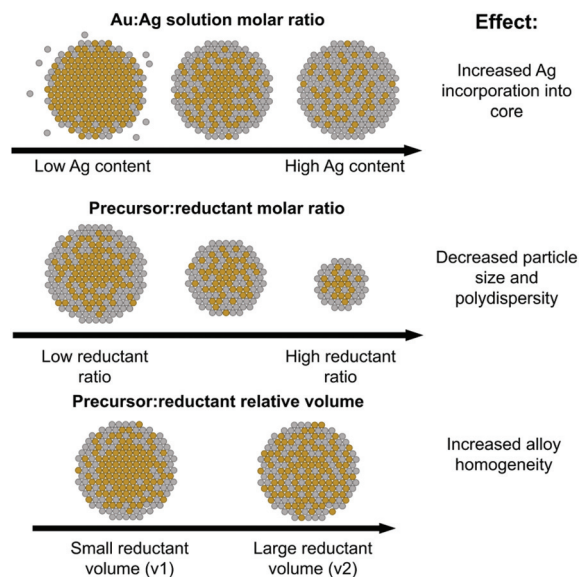 Au:Ag solution molar ratio
Effect:
Increased Ag
incorporation into
core
Low Ag content
High Ag content
Precursor:reductant molar ratio
Decreased particle
size and
polydispersity
Low reductant
ratio
High reductant
ratio
Precursor:reductant relative volume
Increased alloy
homogeneity
Small reductant
volume (v1)
Large reductant
volume (v2)